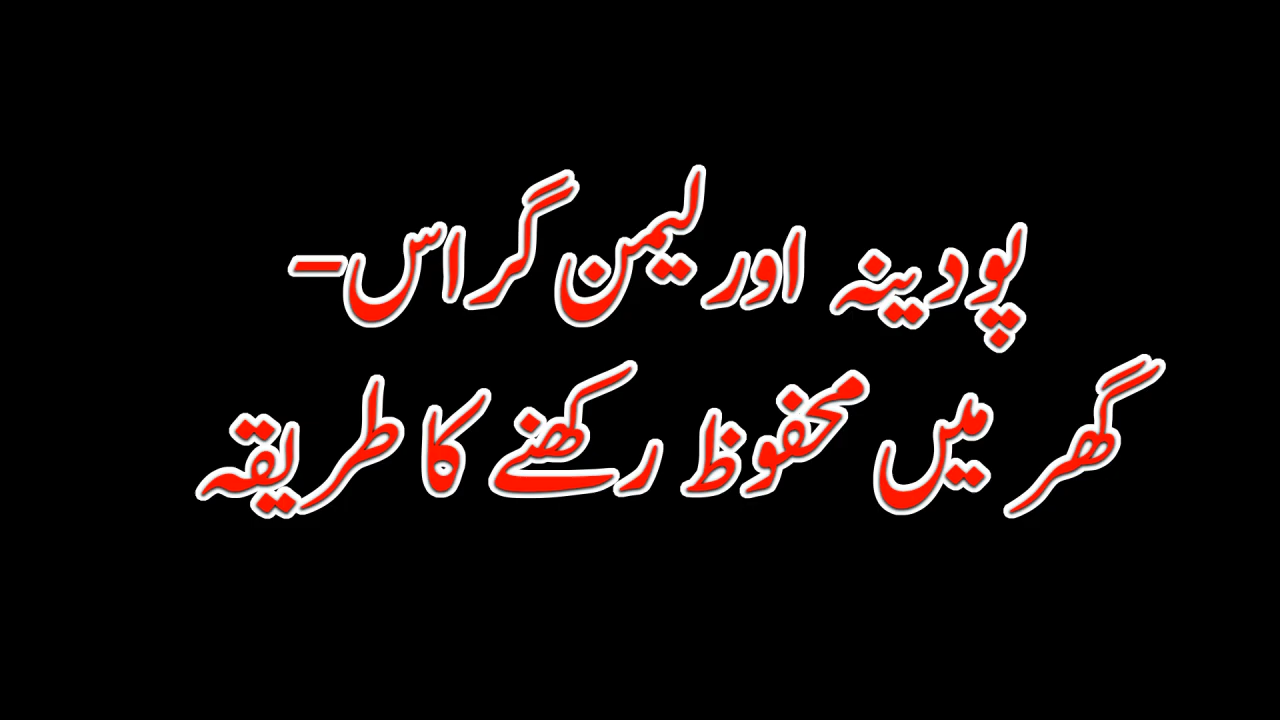 پودینہ اور لیمن گراس-
گھر میں محفوظ رکھنے کا طریقہ